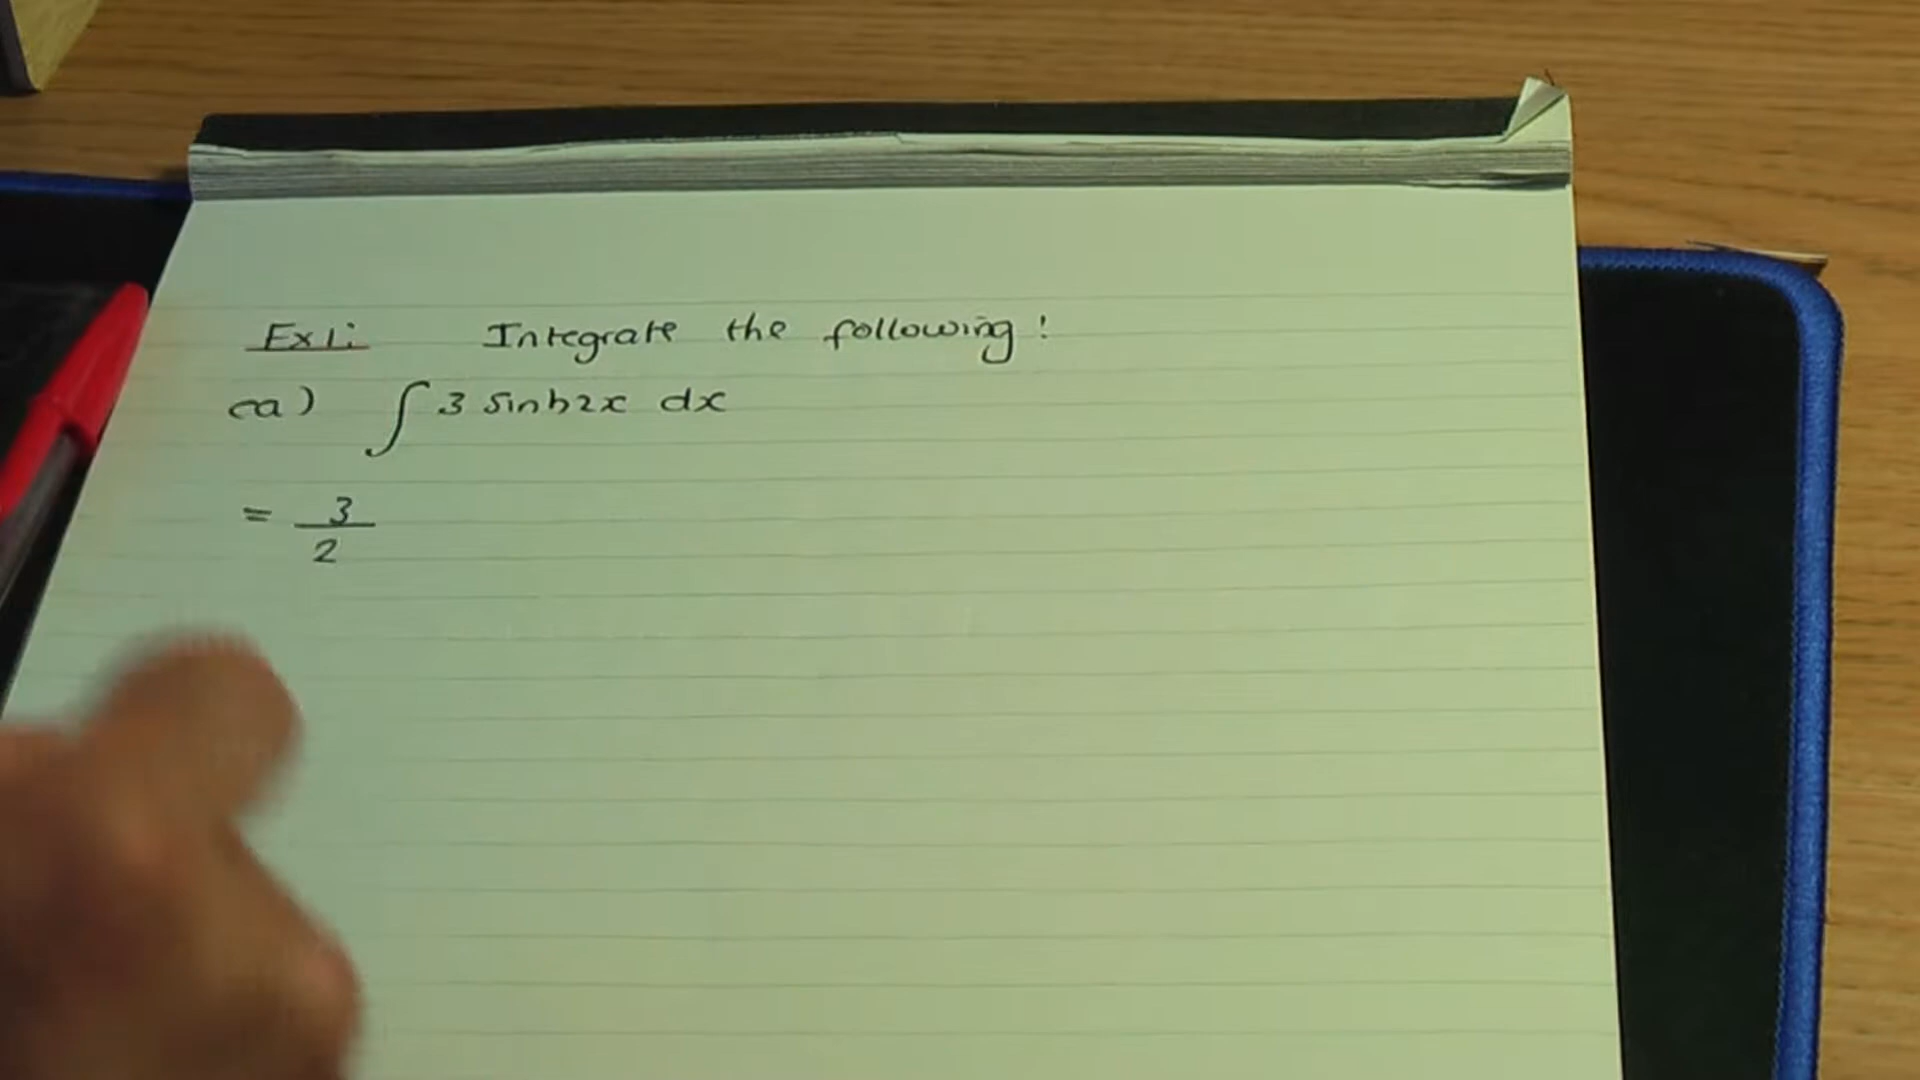 Ex1: Integrate the following:
(a) ∫ 3 sinh2x dx
= 3/2